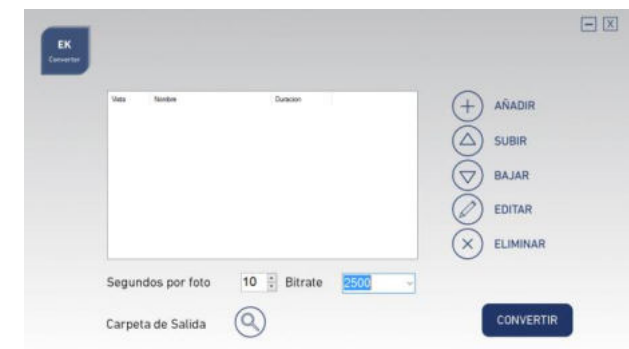 EK
Converter
X
Vista Nombre Duracion
AÑADIR
SUBIR
BAJAR
EDITAR
ELIMINAR
Segundos por foto 10 Bitrate 2500
Carpeta de Salida
CONVERTIR